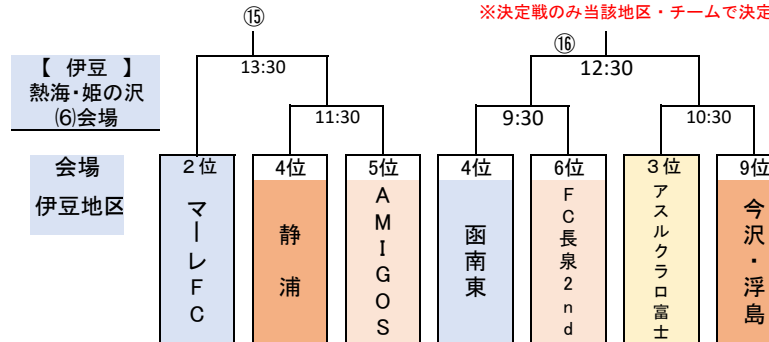 ⑮
※決定戦のみ当該地区・チームで決定
⑯
【 伊豆 】
熱海・姫の沢
⑹会場
13:30
12:30
11:30
9:30
10:30
会場
伊豆地区
2位
マーレFC
4位
静浦
5位
AMIGOS
4位
函南東
6位
FC長泉2nd
3位
アスルクラロ富士
9位
今沢・浮島